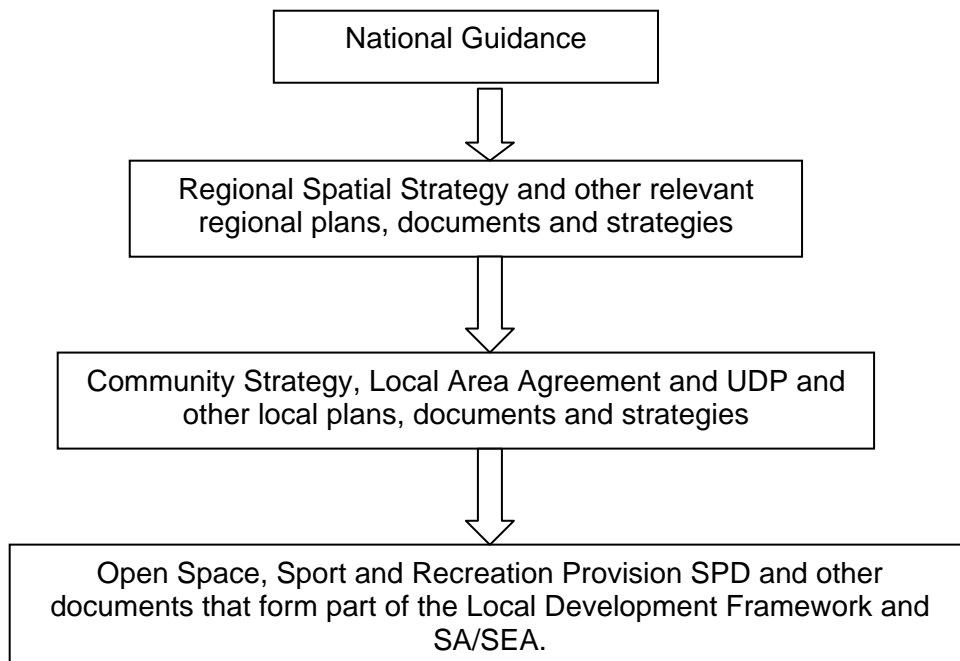 National Guidance
Regional Spatial Strategy and other relevant
regional plans, documents and strategies
Community Strategy, Local Area Agreement and UDP and
other local plans, documents and strategies
Open Space, Sport and Recreation Provision SPD and other
documents that form part of the Local Development Framework and
SA/SEA.